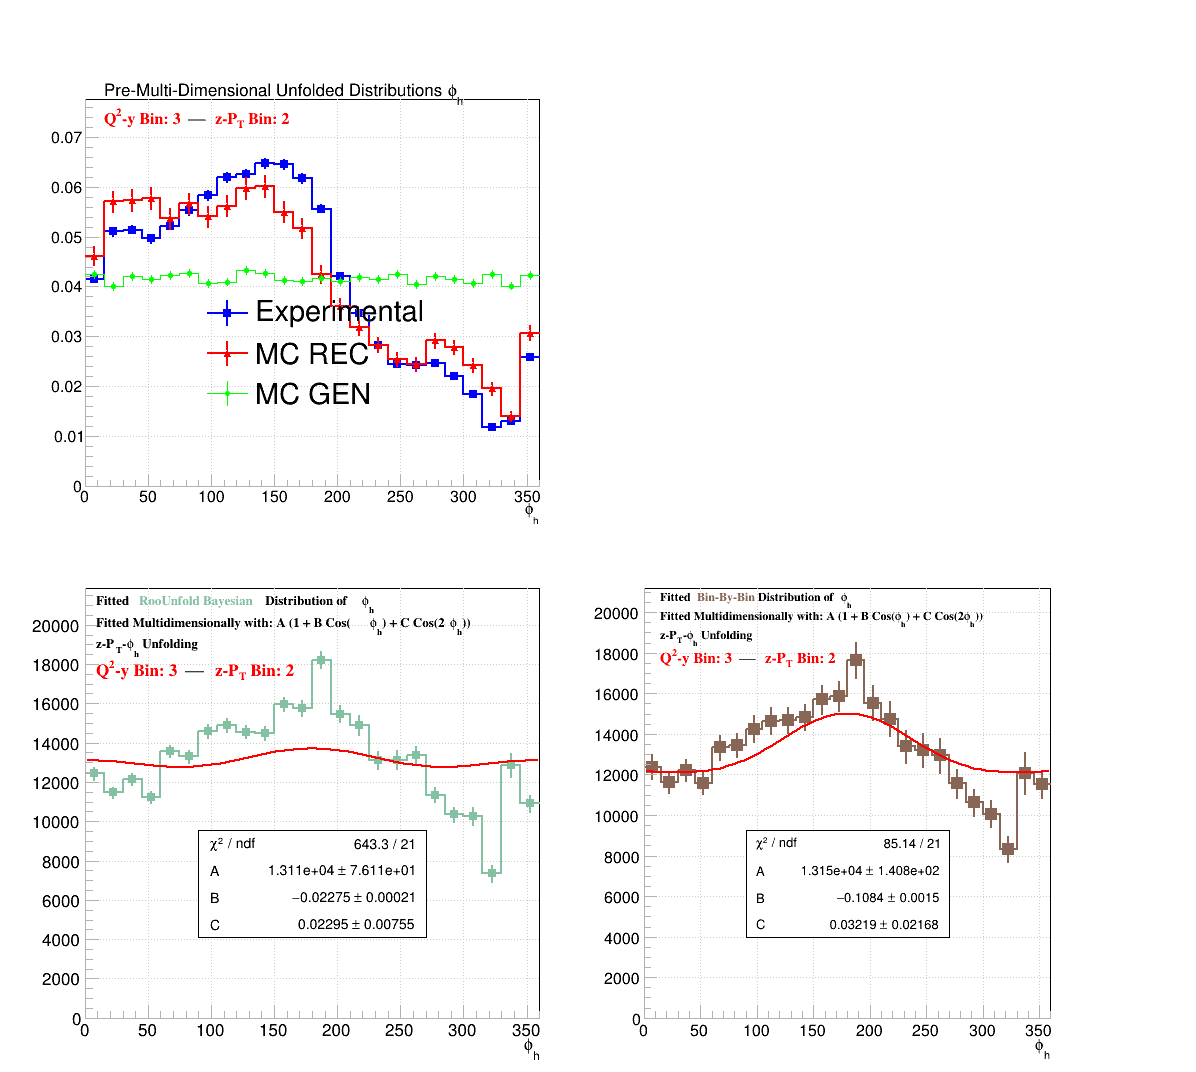 Pre-Multi-Dimensional Unfolded Distributions ϕh
Q²-y Bin: 3 — z-PT Bin: 2
0.07
0.06
0.05
0.04
0.03
0.02
0.01
0
Experimental
MC REC
MC GEN
0 50 100 150 200 250 300 350
ϕh
Fitted RooUnfold Bayesian Distribution of ϕh
Fitted Multidimensionally with: A (1 + B Cos( ϕh) + C Cos(2 ϕh))
z-PT-ϕh Unfolding
Q²-y Bin: 3 — z-PT Bin: 2
20000
18000
16000
14000
12000
10000
8000
6000
4000
2000
0
χ² / ndf 643.3 / 21
A 1.311e+04 ± 7.611e+01
B −0.02275 ± 0.00021
C 0.02295 ± 0.00755
0 50 100 150 200 250 300 350
ϕh
Fitted Bin-By-Bin Distribution of ϕh
Fitted Multidimensionally with: A (1 + B Cos(ϕh) + C Cos(2ϕh))
z-PT-ϕh Unfolding
Q²-y Bin: 3 — z-PT Bin: 2
20000
18000
16000
14000
12000
10000
8000
6000
4000
2000
0
χ² / ndf 85.14 / 21
A 1.315e+04 ± 1.408e+02
B −0.1084 ± 0.0015
C 0.03219 ± 0.02168
0 50 100 150 200 250 300 350
ϕh